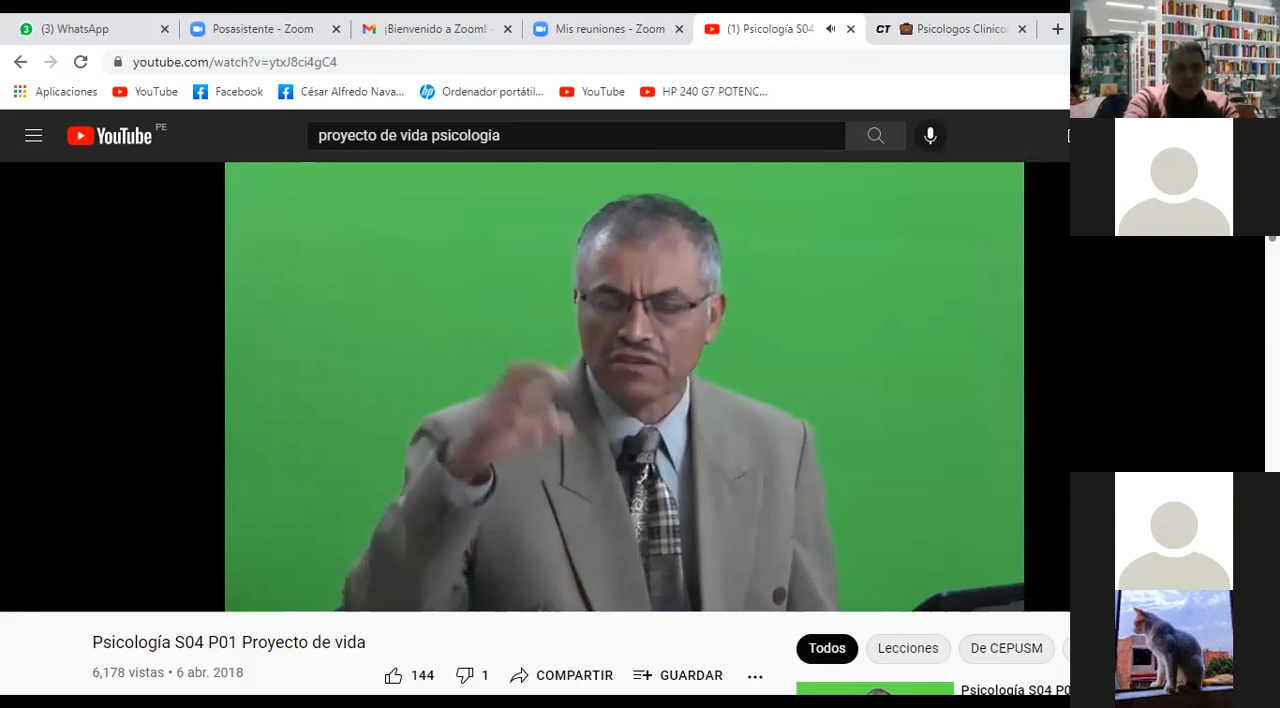 3 (3) WhatsApp
Posasistente - Zoom
¡Bienvenido a Zoom! -
Mis reuniones - Zoom
(1) Psicología S04
CT Psicologos Clinico
youtube.com/watch?v=ytxJ8ci4gC4
Aplicaciones YouTube Facebook César Alfredo Nava... hp Ordenador portátil... YouTube HP 240 G7 POTENC...
YouTube PE
proyecto de vida psicologia
Psicología S04 P01 Proyecto de vida
6,178 vistas • 6 abr. 2018
144 1 COMPARTIR GUARDAR ...
Todos Lecciones De CEPUSM
Psicología S04 P0